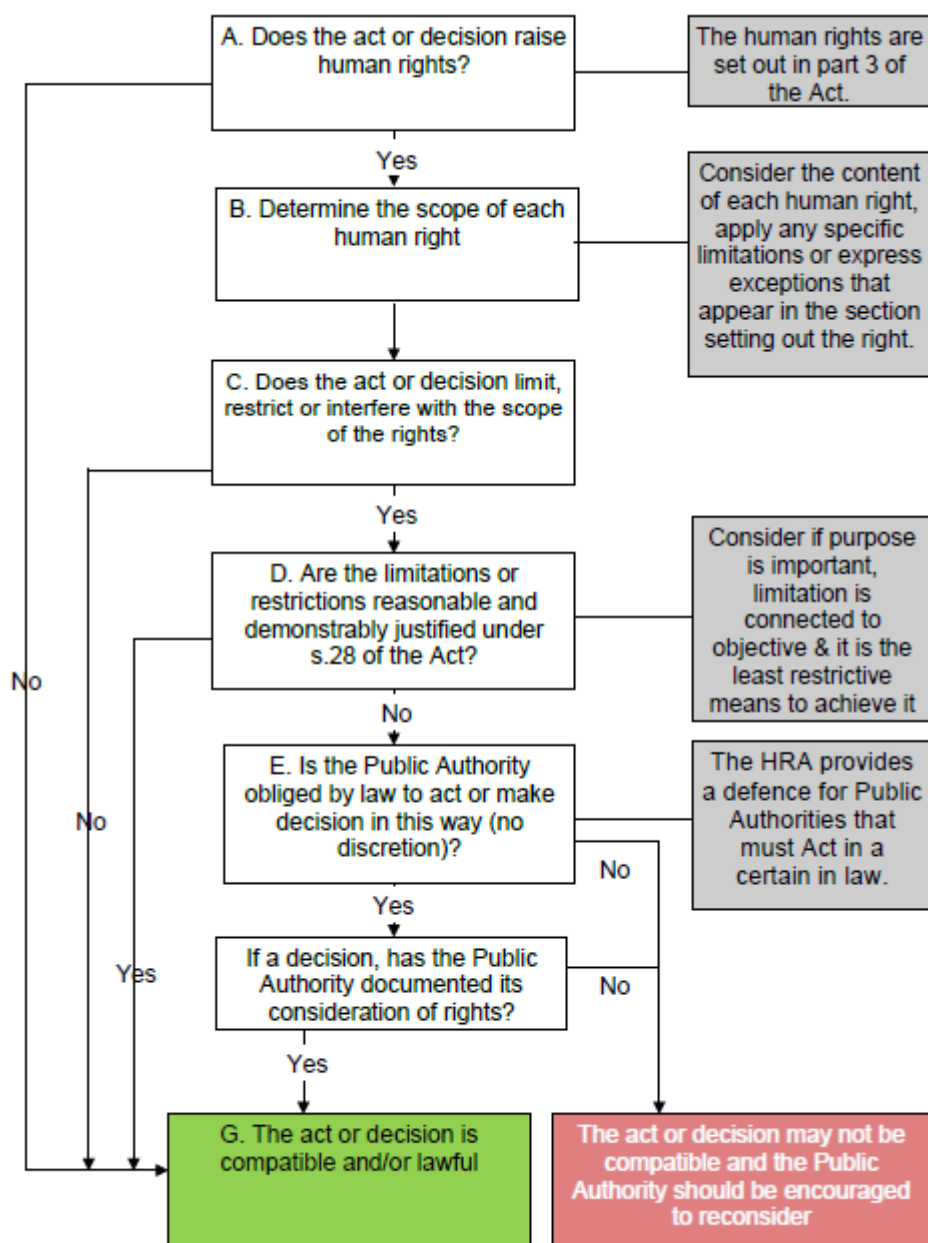 A. Does the act or decision raise
human rights?
The human rights are
set out in part 3 of
the Act.
Yes
B. Determine the scope of each
human right
Consider the content
of each human right,
apply any specific
limitations or express
exceptions that
appear in the section
setting out the right.
C. Does the act or decision limit,
restrict or interfere with the scope
of the rights?
Yes
D. Are the limitations or
restrictions reasonable and
demonstrably justified under
s.28 of the Act?
Consider if purpose
is important,
limitation is
connected to
objective & it is the
least restrictive
means to achieve it
No
No
E. Is the Public Authority
obliged by law to act or make
decision in this way (no
discretion)?
The HRA provides
a defence for Public
Authorities that
must Act in a
certain in law.
No
No
Yes
If a decision, has the Public
Authority documented its
consideration of rights?
Yes
No
Yes
G. The act or decision is
compatible and/or lawful
The act or decision may not be
compatible and the Public
Authority should be encouraged
to reconsider